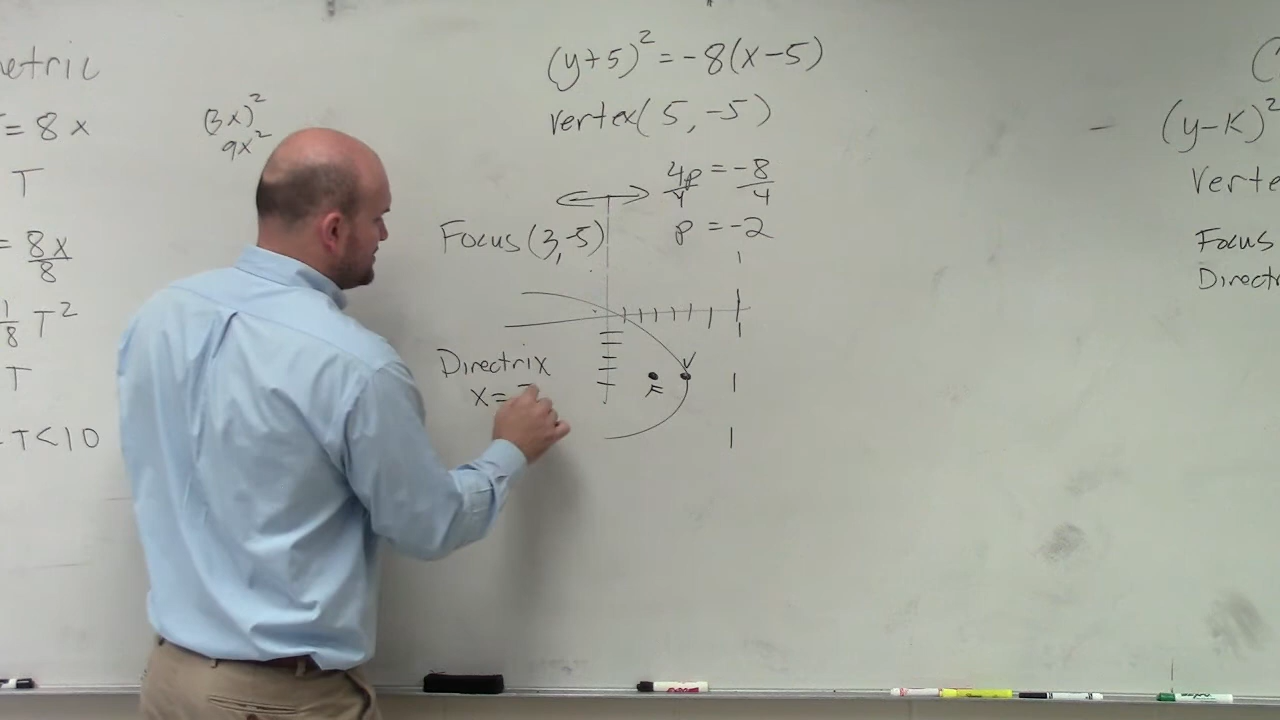 etric
= 8x
T
= 8x/8
1/8 T²
T
T<10
(3x)²
9x²
(y+5)² = -8(x-5)
vertex(5, -5)
4p/4 = -8/4
p = -2
Focus(3,-5)
V
F
Directrix
x=
(y-K)²
Verte
Focus
Directr